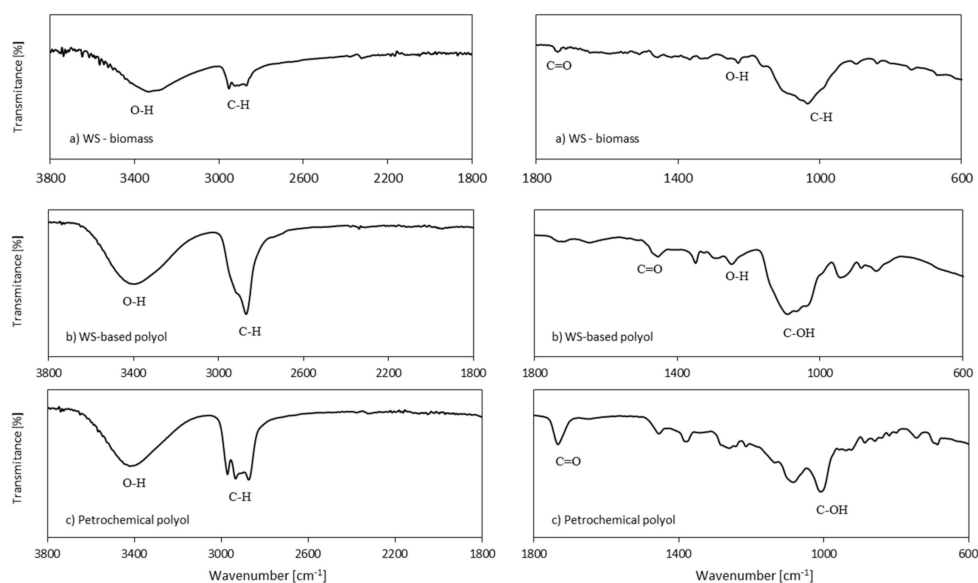 Transmitance [%]
O-H
C-H
a) WS - biomass
3800 3400 3000 2600 2200 1800
C=O
O-H
C-H
a) WS - biomass
1800 1400 1000 600
Transmitance [%]
O-H
C-H
b) WS-based polyol
3800 3400 3000 2600 2200 1800
C=O
O-H
C-OH
b) WS-based polyol
1800 1400 1000 600
Transmitance [%]
O-H
C-H
c) Petrochemical polyol
3800 3400 3000 2600 2200 1800
Wavenumber [cm⁻¹]
C=O
C-OH
c) Petrochemical polyol
1800 1400 1000 600
Wavenumber [cm⁻¹]